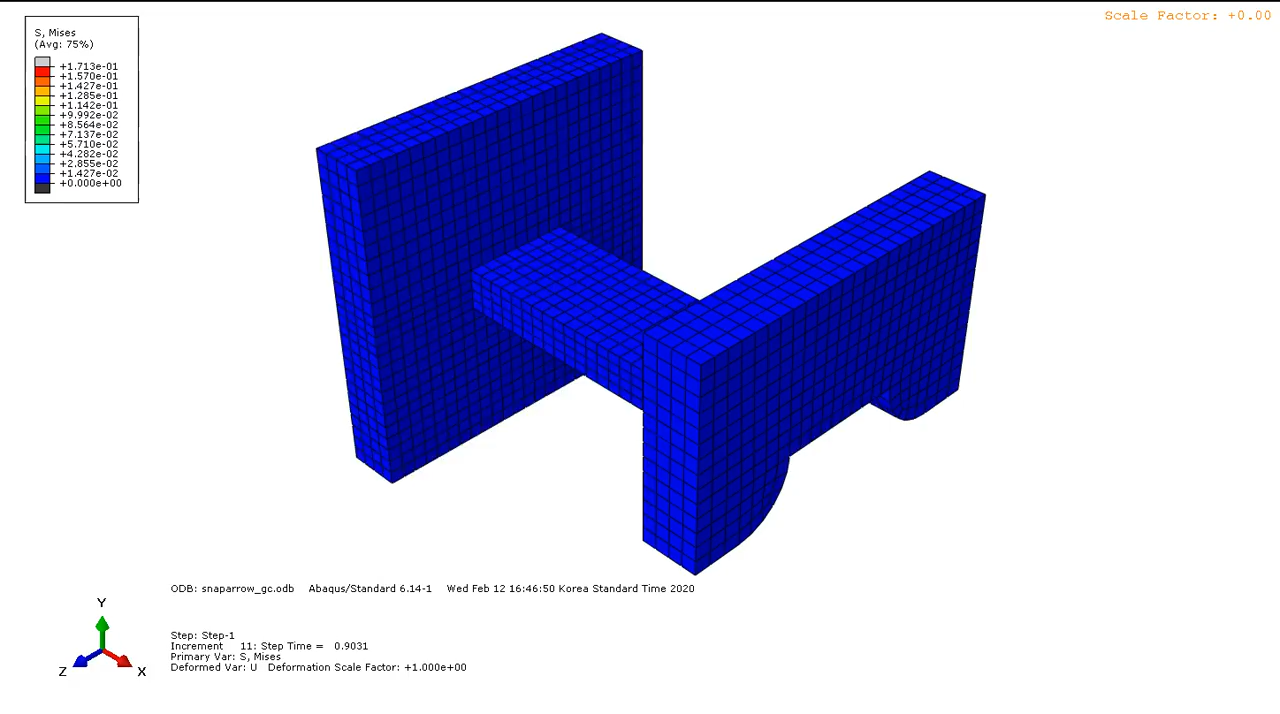 Scale Factor: +0.00
S, Mises
(Avg: 75%)
+1.713e-01
+1.570e-01
+1.427e-01
+1.285e-01
+1.142e-01
+9.992e-02
+8.564e-02
+7.137e-02
+5.710e-02
+4.282e-02
+2.855e-02
+1.427e-02
+0.000e+00
ODB: snaparrow_gc.odb    Abaqus/Standard 6.14-1    Wed Feb 12 16:46:50 Korea Standard Time 2020
Y
Z
X
Step: Step-1
Increment    11: Step Time =    0.9031
Primary Var: S, Mises
Deformed Var: U   Deformation Scale Factor: +1.000e+00